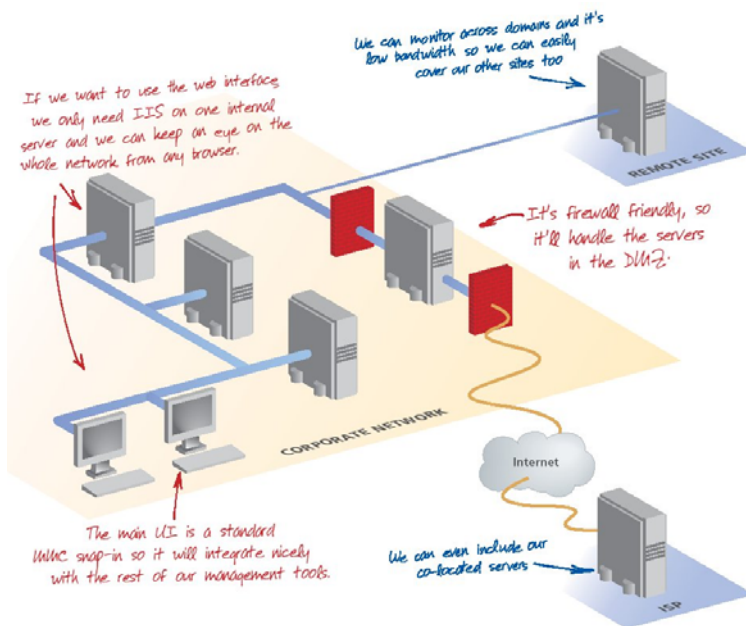 We can monitor across domains and it's
low bandwidth so we can easily
cover our other sites too
If we want to use the web interface,
we only need IIS on one internal
server and we can keep an eye on the
whole network from any browser.
REMOTE SITE
It's firewall friendly, so
it'll handle the servers
in the DMZ.
CORPORATE NETWORK
Internet
The main UI is a standard
MMC snap-in so it will integrate nicely
with the rest of our management tools.
We can even include our
co-located servers
ISP